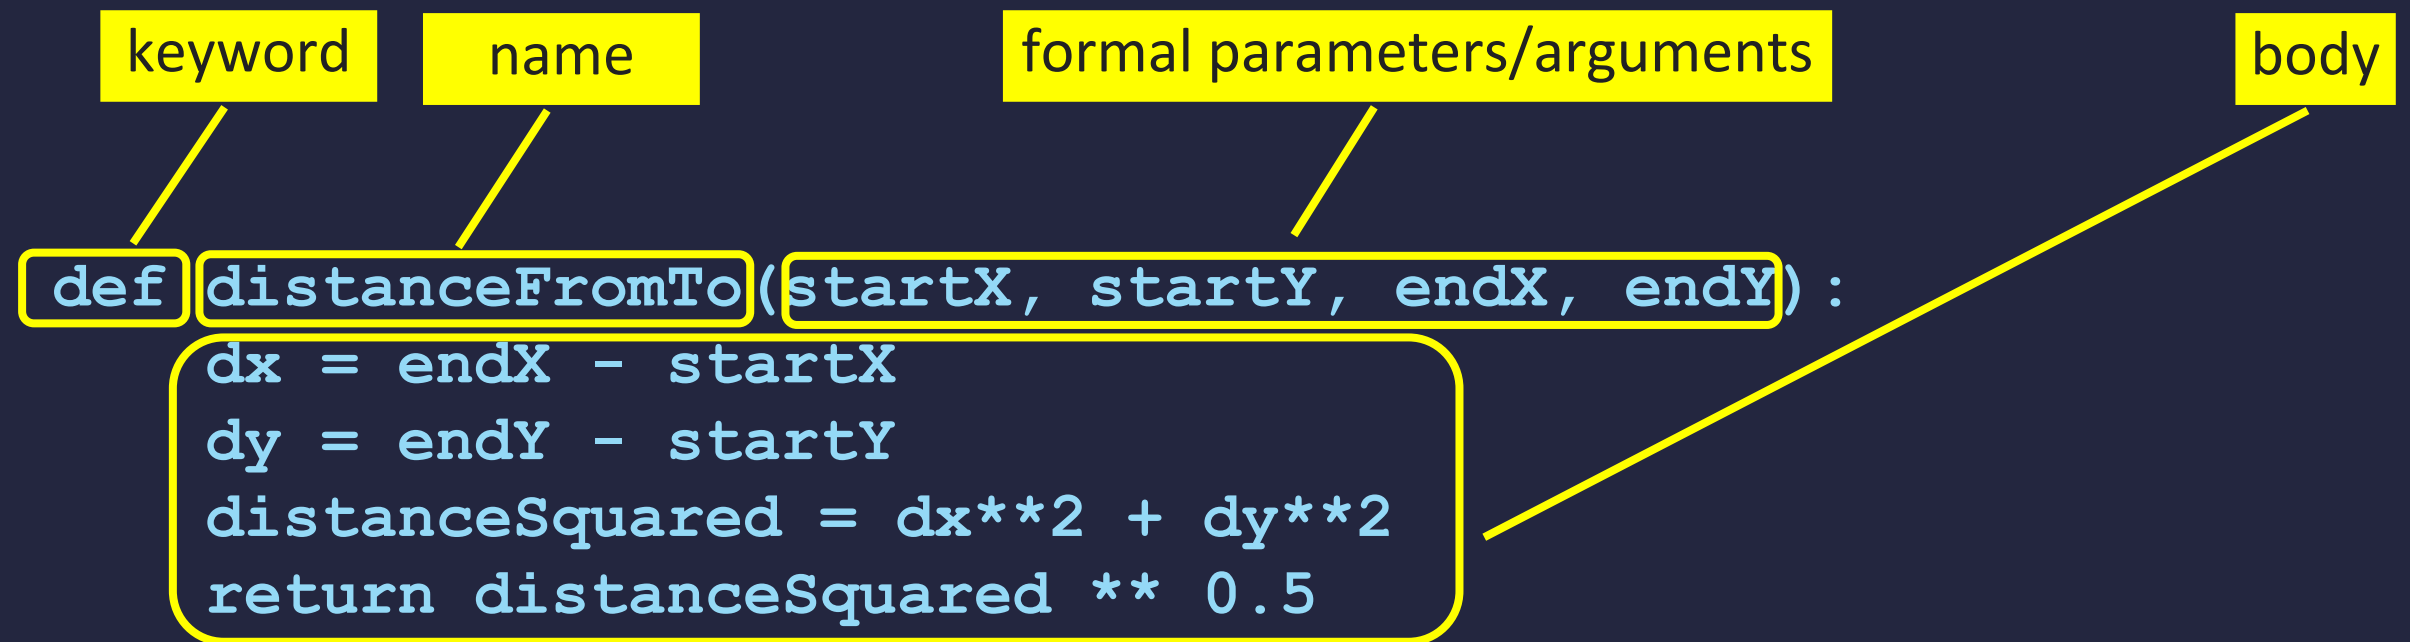 keyword name formal parameters/arguments body
def distanceFromTo(startX, startY, endX, endY):
dx = endX - startX
dy = endY - startY
distanceSquared = dx**2 + dy**2
return distanceSquared ** 0.5